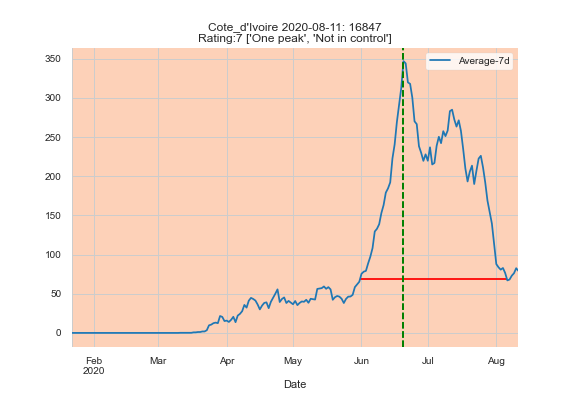 Cote_d'Ivoire 2020-08-11: 16847
Rating:7 ['One peak', 'Not in control']
Average-7d
350
300
250
200
150
100
50
0
Feb
2020
Mar
Apr
May
Jun
Jul
Aug
Date